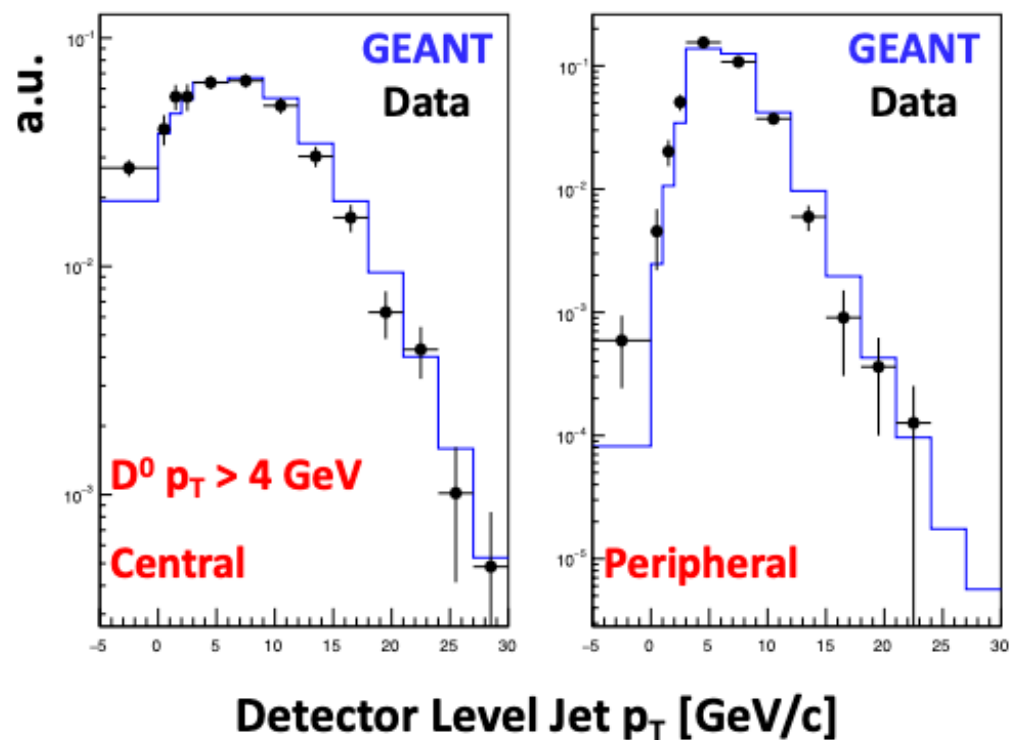 a.u.
10⁻¹
10⁻²
10⁻³
GEANT
Data
D⁰ p_T > 4 GeV
Central
−5 0 5 10 15 20 25 30
10⁻¹
10⁻²
10⁻³
10⁻⁴
10⁻⁵
GEANT
Data
Peripheral
−5 0 5 10 15 20 25 30
Detector Level Jet p_T [GeV/c]